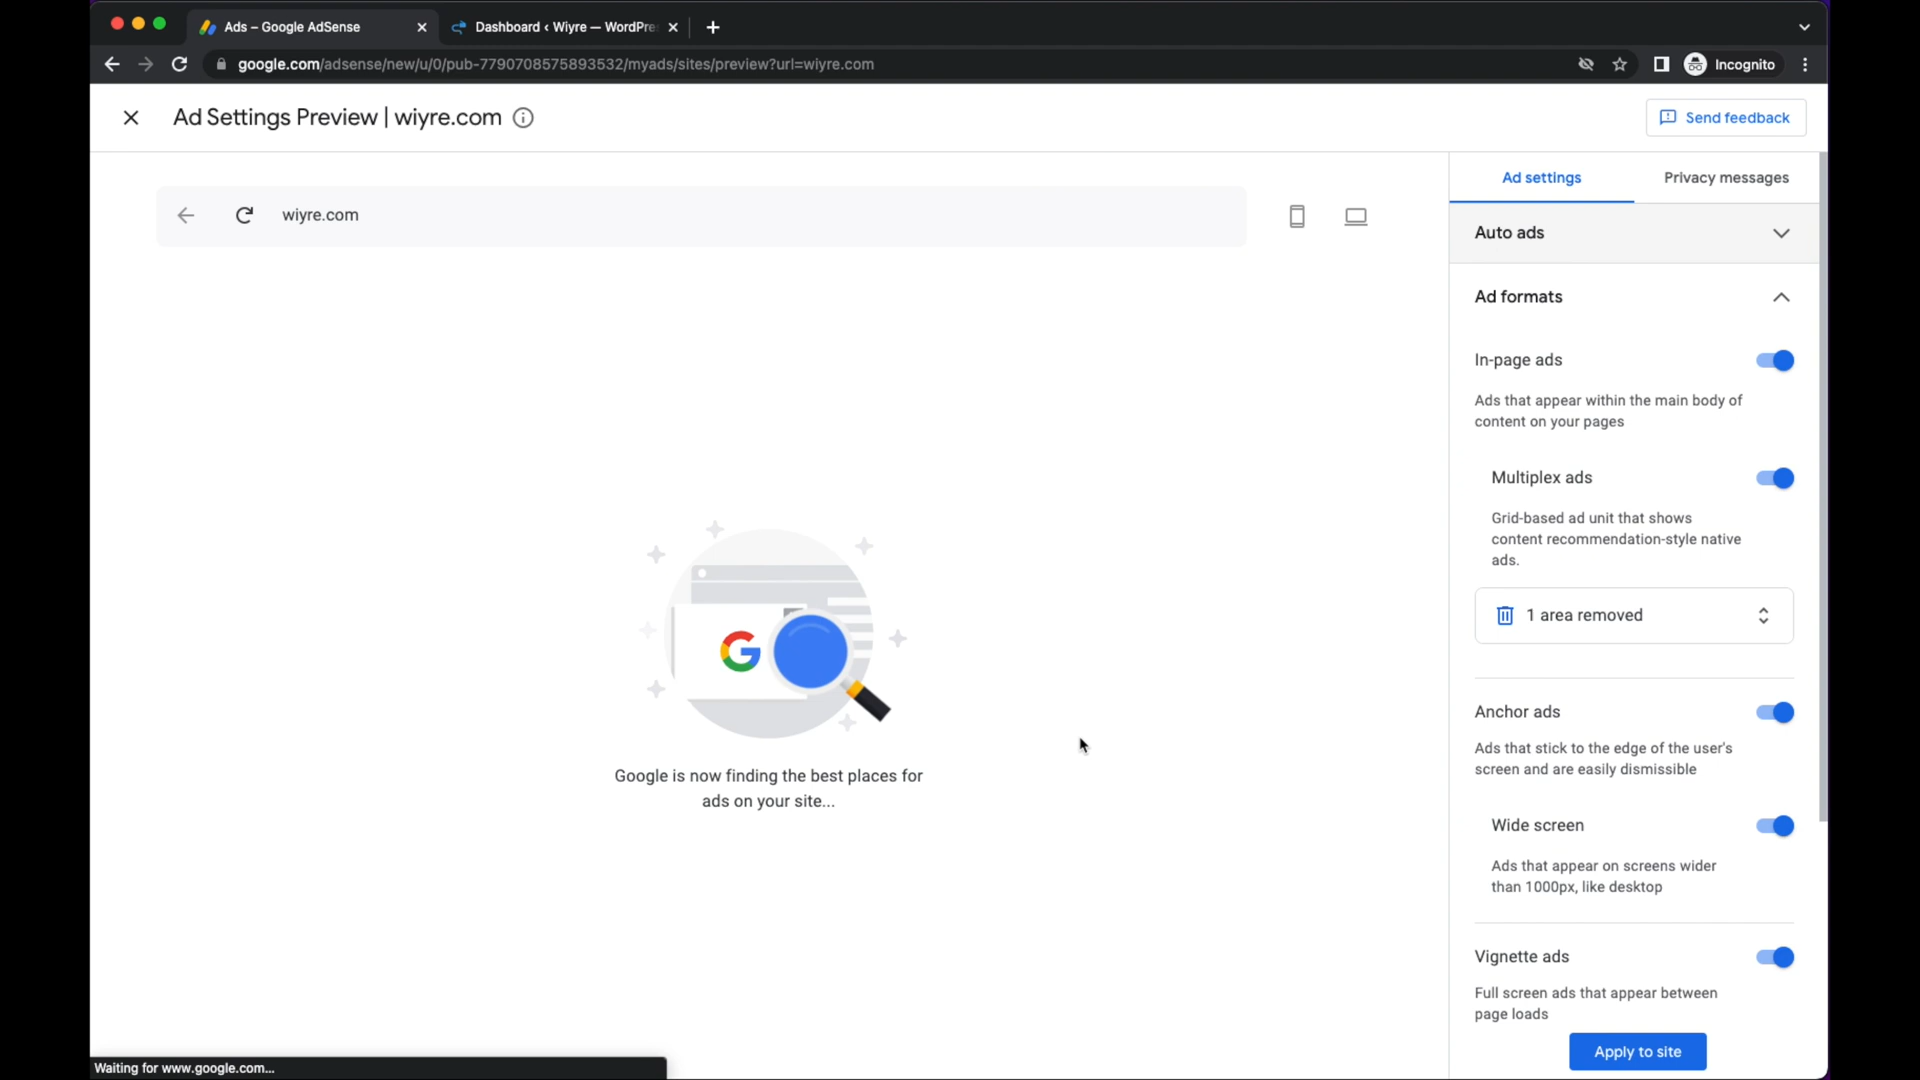 Ads – Google AdSense
Dashboard ‹ Wiyre — WordPre
google.com/adsense/new/u/0/pub-7790708575893532/myads/sites/preview?url=wiyre.com
Incognito
Ad Settings Preview | wiyre.com
Send feedback
wiyre.com
Ad settings
Privacy messages
Auto ads
Ad formats
In-page ads
Ads that appear within the main body of
content on your pages
Multiplex ads
Grid-based ad unit that shows
content recommendation-style native
ads.
1 area removed
Anchor ads
Ads that stick to the edge of the user's
screen and are easily dismissible
Wide screen
Ads that appear on screens wider
than 1000px, like desktop
Vignette ads
Full screen ads that appear between
page loads
Apply to site
G
Google is now finding the best places for
ads on your site...
Waiting for www.google.com...